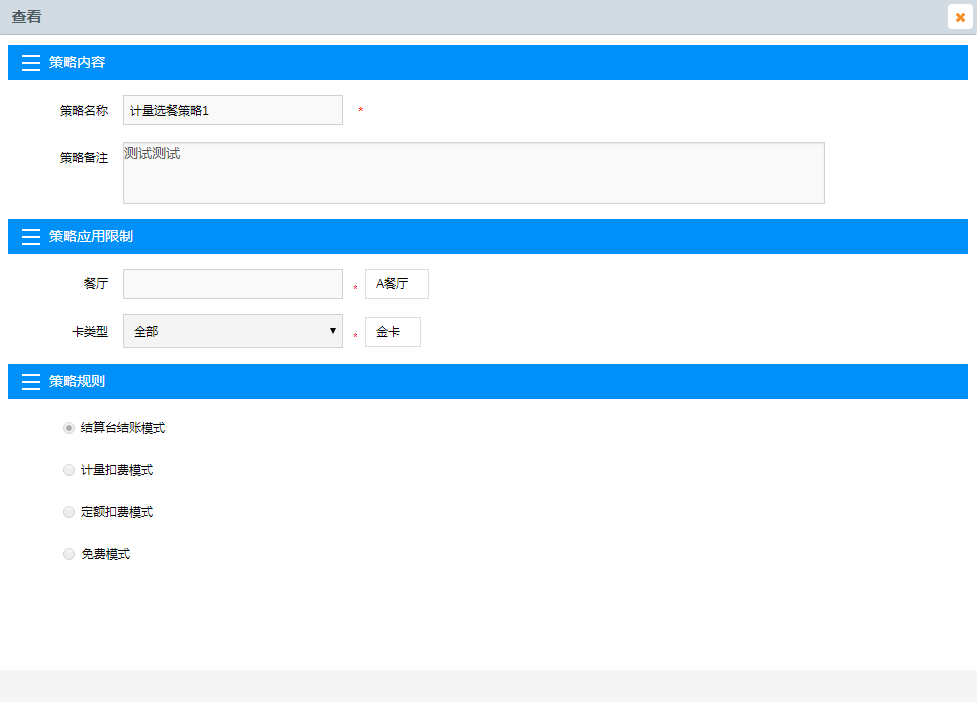 查看
策略内容
策略名称 计量选餐策略1 *
策略备注 测试测试
策略应用限制
餐厅 * A餐厅
卡类型 全部 * 金卡
策略规则
结算台结账模式
计量扣费模式
定额扣费模式
免费模式